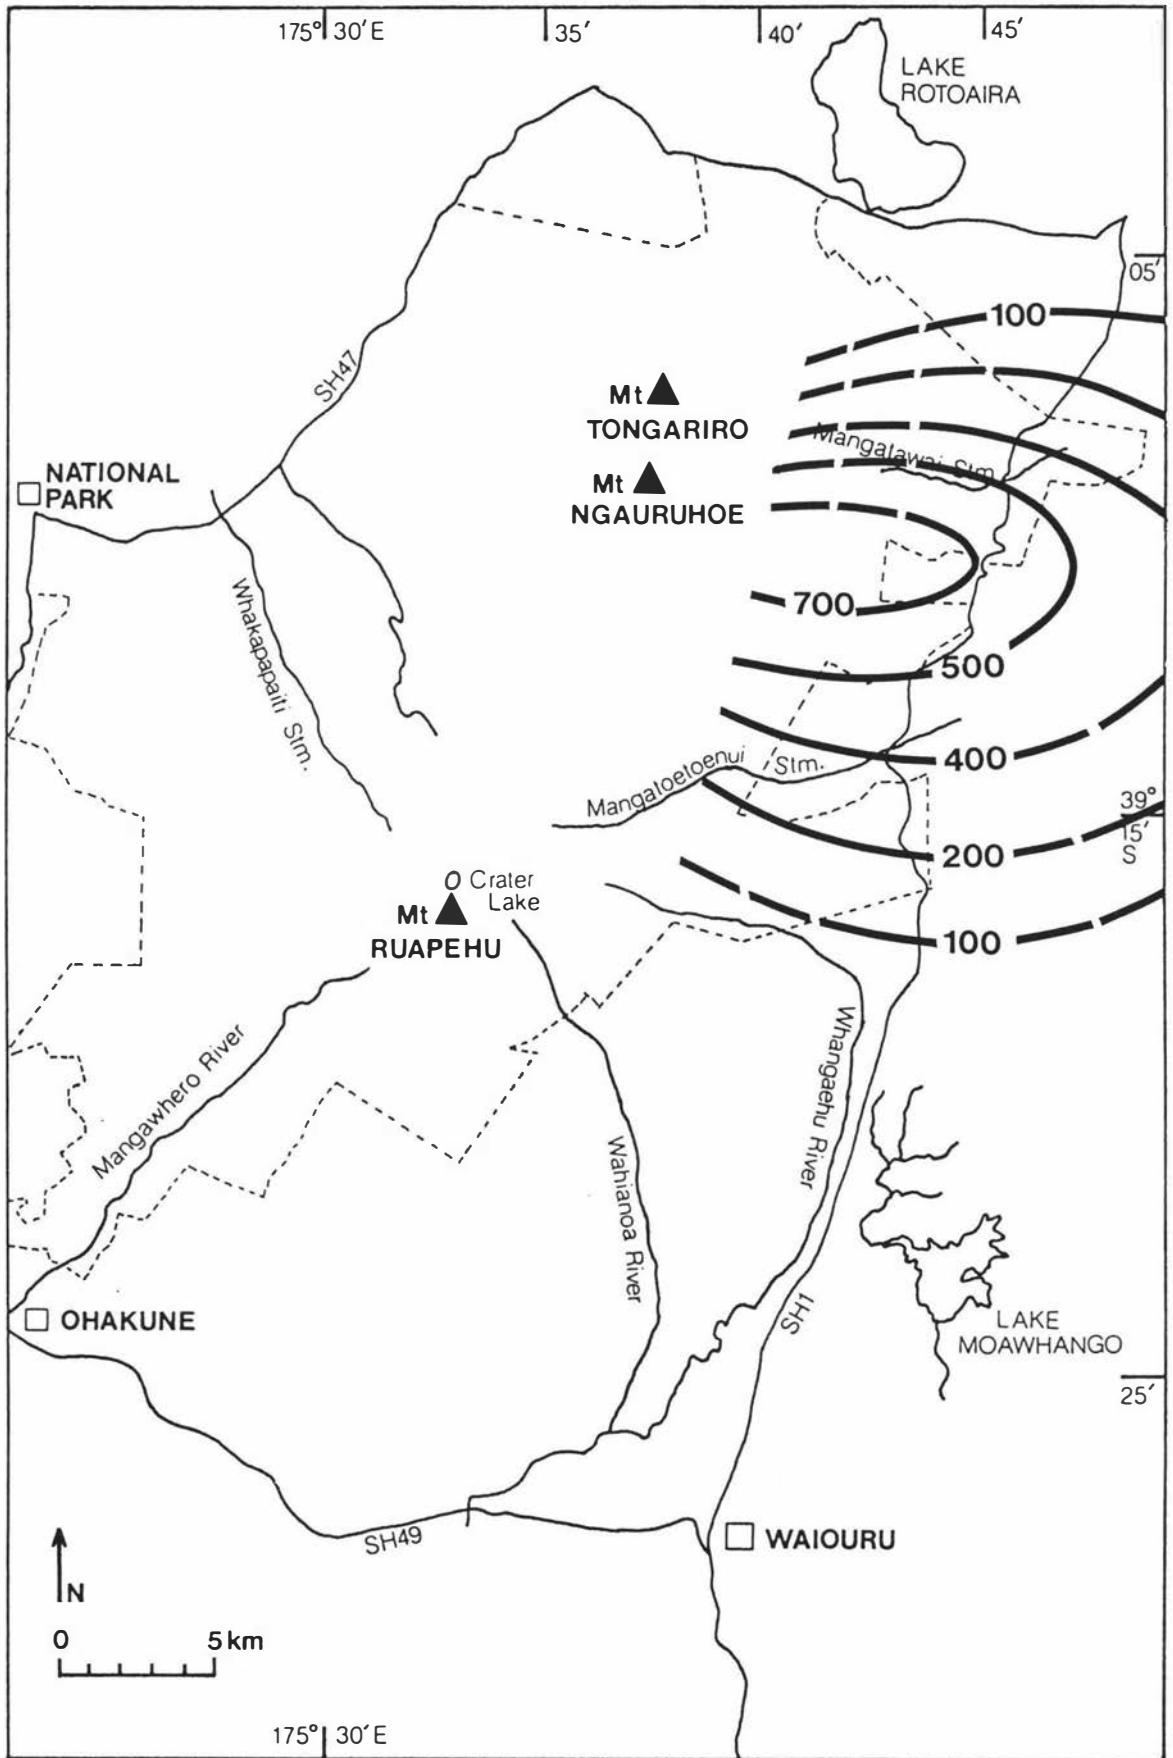 175° 30′ E
35′
40′
45′
LAKE
ROTOAIRA
05′
100
SH47
Mt
TONGARIRO
Mangatawai Stm.
NATIONAL
PARK
Mt
NGAURUHOE
Whakapapaiti Stm.
700
500
400
Mangatoetoenui Stm.
39°
15′
S
200
Crater
Lake
Mt
RUAPEHU
100
Mangawhero River
Whangaehu River
Wahianoa River
SH1
OHAKUNE
LAKE
MOAWHANGO
25′
SH49
WAIOURU
N
0 5 km
175° 30′ E